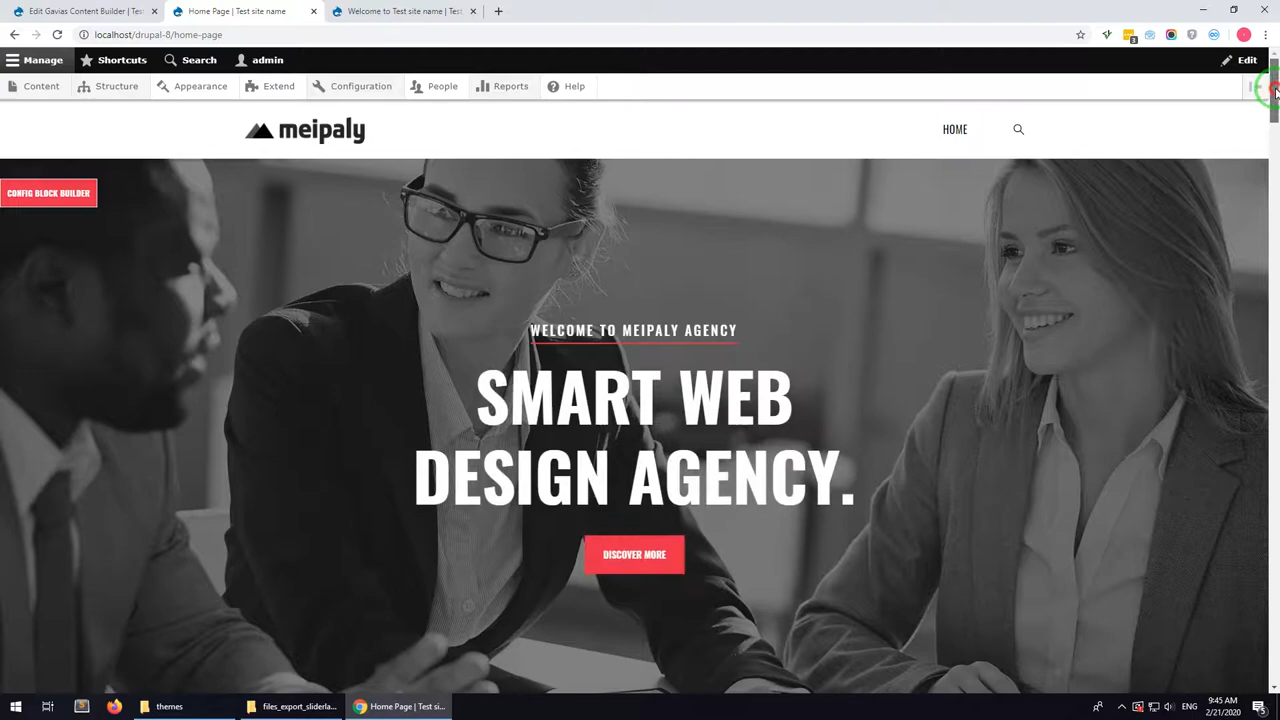 Edit Gavias Content Builder | Test
Home Page | Test site name
Welcome to Test site name | Test
localhost/drupal-8/home-page
3
Manage
Shortcuts
Search
admin
Edit
Content
Structure
Appearance
Extend
Configuration
People
Reports
Help
meipaly
HOME
CONFIG BLOCK BUILDER
WELCOME TO MEIPALY AGENCY
SMART WEB
DESIGN AGENCY.
DISCOVER MORE
themes
files_export_sliderla...
Home Page | Test si...
9:45 AM
2/21/2020